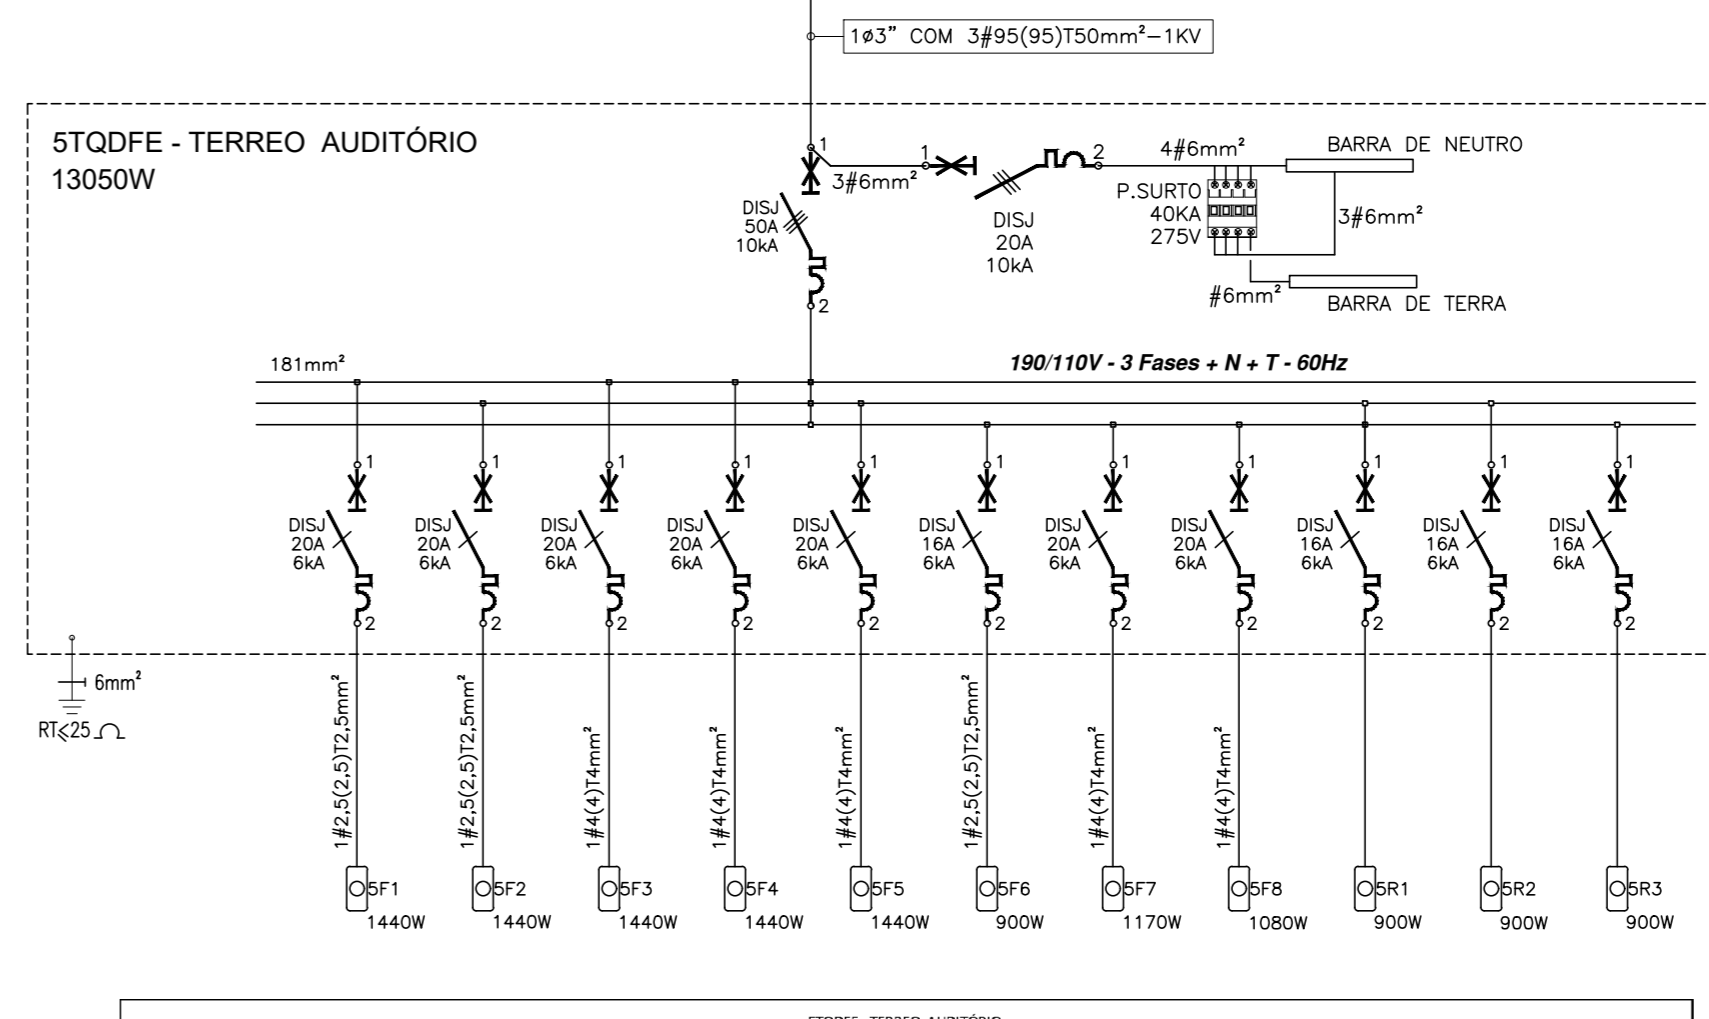 1ø3” COM 3#95(95)T50mm²-1KV
5TQDFE - TERREO AUDITÓRIO
13050W
1
3#6mm²
DISJ
50A
10kA
2
1
2
DISJ
20A
10kA
4#6mm²
BARRA DE NEUTRO
P.SURTO
40KA
275V
3#6mm²
#6mm²
BARRA DE TERRA
181mm²
190/110V - 3 Fases + N + T - 60Hz
1 1 1 1 1 1 1 1 1 1 1
DISJ DISJ DISJ DISJ DISJ DISJ DISJ DISJ DISJ DISJ DISJ
20A 20A 20A 20A 20A 16A 20A 20A 16A 16A 16A
6kA 6kA 6kA 6kA 6kA 6kA 6kA 6kA 6kA 6kA 6kA
2 2 2 2 2 2 2 2 2 2 2
6mm²
RT≤25Ω
1#2,5(2,5)T2,5mm²
1#2,5(2,5)T2,5mm²
1#4(4)T4mm²
1#4(4)T4mm²
1#4(4)T4mm²
1#2,5(2,5)T2,5mm²
1#4(4)T4mm²
1#4(4)T4mm²
5F1 5F2 5F3 5F4 5F5 5F6 5F7 5F8 5R1 5R2 5R3
1440W 1440W 1440W 1440W 1440W 900W 1170W 1080W 900W 900W 900W